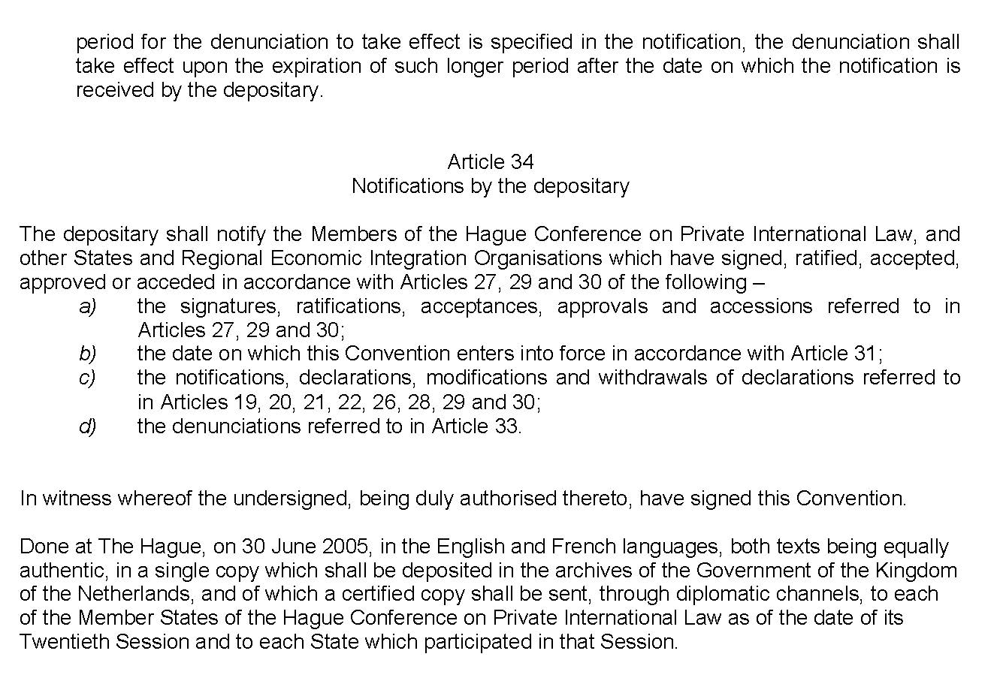 period for the denunciation to take effect is specified in the notification, the denunciation shall
take effect upon the expiration of such longer period after the date on which the notification is
received by the depositary.
Article 34
Notifications by the depositary
The depositary shall notify the Members of the Hague Conference on Private International Law, and
other States and Regional Economic Integration Organisations which have signed, ratified, accepted,
approved or acceded in accordance with Articles 27, 29 and 30 of the following –
a) the signatures, ratifications, acceptances, approvals and accessions referred to in
Articles 27, 29 and 30;
b) the date on which this Convention enters into force in accordance with Article 31;
c) the notifications, declarations, modifications and withdrawals of declarations referred to
in Articles 19, 20, 21, 22, 26, 28, 29 and 30;
d) the denunciations referred to in Article 33.
In witness whereof the undersigned, being duly authorised thereto, have signed this Convention.
Done at The Hague, on 30 June 2005, in the English and French languages, both texts being equally
authentic, in a single copy which shall be deposited in the archives of the Government of the Kingdom
of the Netherlands, and of which a certified copy shall be sent, through diplomatic channels, to each
of the Member States of the Hague Conference on Private International Law as of the date of its
Twentieth Session and to each State which participated in that Session.